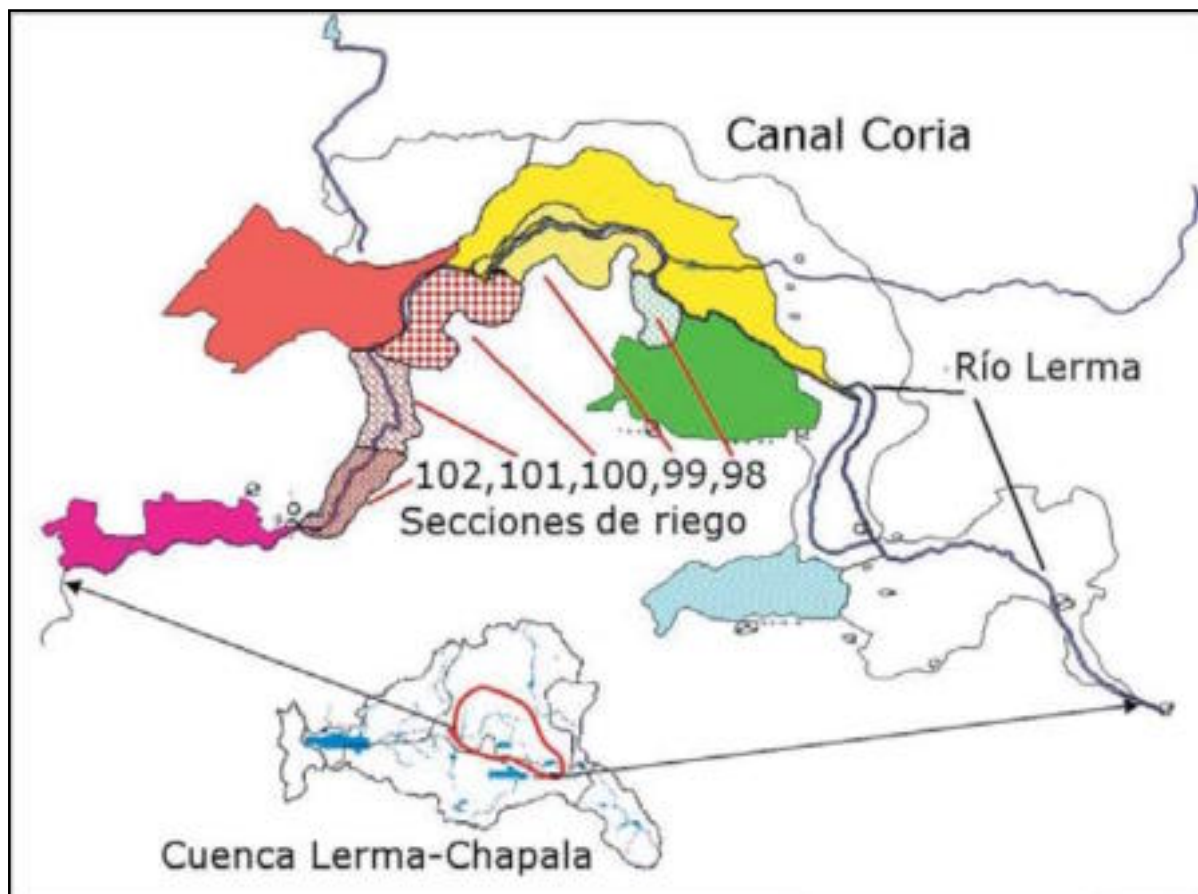 Canal Coria
Río Lerma
102,101,100,99,98
Secciones de riego
Cuenca Lerma-Chapala